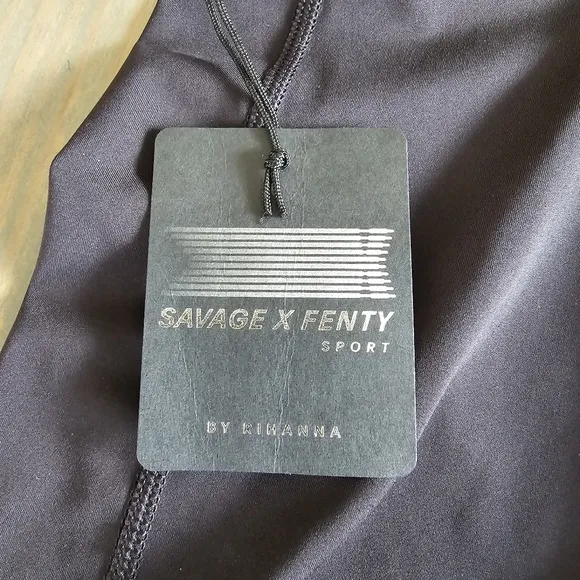 SAVAGE X FENTY
SPORT
BY RIHANNA